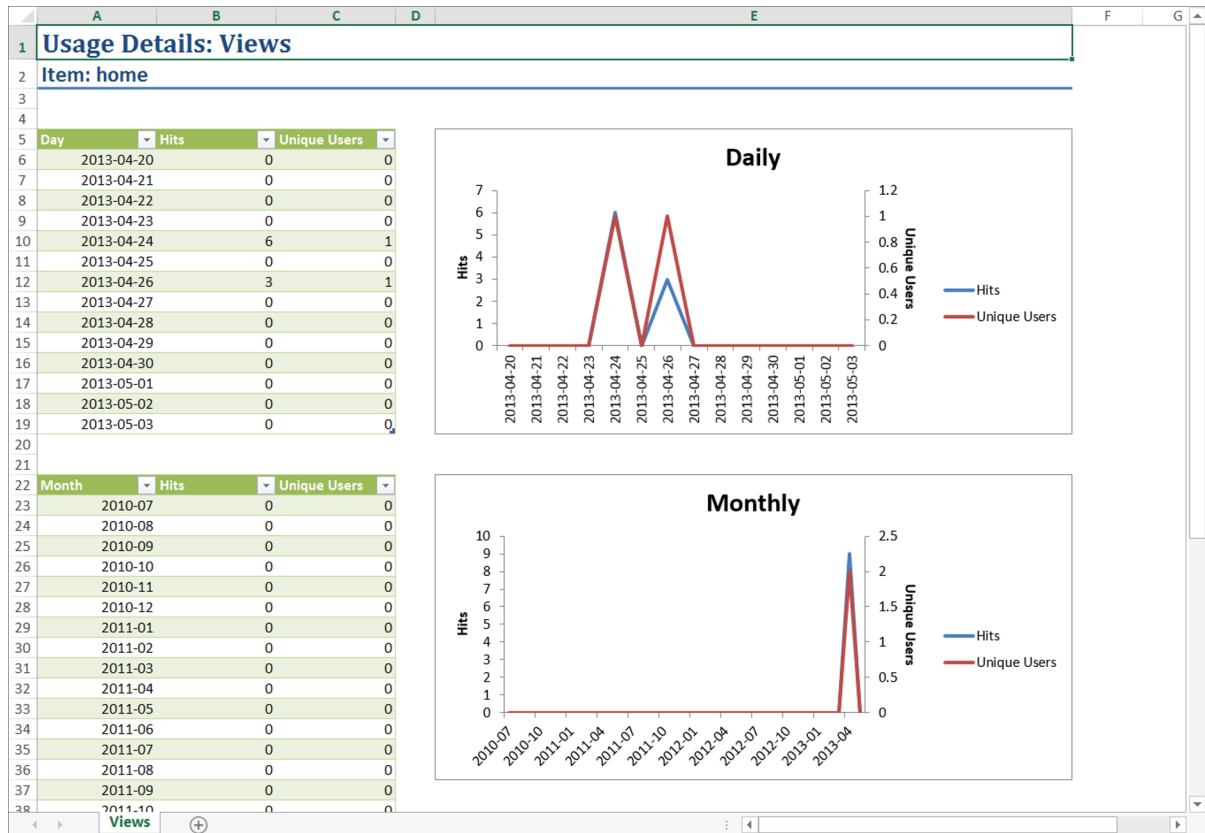 A B C D E F G
1 Usage Details: Views
2 Item: home
3
4
5 Day Hits Unique Users
6 2013-04-20 0 0
7 2013-04-21 0 0
8 2013-04-22 0 0
9 2013-04-23 0 0
10 2013-04-24 6 1
11 2013-04-25 0 0
12 2013-04-26 3 1
13 2013-04-27 0 0
14 2013-04-28 0 0
15 2013-04-29 0 0
16 2013-04-30 0 0
17 2013-05-01 0 0
18 2013-05-02 0 0
19 2013-05-03 0 0
20
21
Daily
7
6
5
4
3
2
1
0
Hits
1.2
1
0.8
0.6
0.4
0.2
0
Unique Users
Hits
Unique Users
2013-04-20
2013-04-21
2013-04-22
2013-04-23
2013-04-24
2013-04-25
2013-04-26
2013-04-27
2013-04-28
2013-04-29
2013-04-30
2013-05-01
2013-05-02
2013-05-03
22 Month Hits Unique Users
23 2010-07 0 0
24 2010-08 0 0
25 2010-09 0 0
26 2010-10 0 0
27 2010-11 0 0
28 2010-12 0 0
29 2011-01 0 0
30 2011-02 0 0
31 2011-03 0 0
32 2011-04 0 0
33 2011-05 0 0
34 2011-06 0 0
35 2011-07 0 0
36 2011-08 0 0
37 2011-09 0 0
38 2011-10 0 0
Monthly
10
9
8
7
6
5
4
3
2
1
0
Hits
2.5
2
1.5
1
0.5
0
Unique Users
Hits
Unique Users
2010-07
2010-10
2011-01
2011-04
2011-07
2011-10
2012-01
2012-04
2012-07
2012-10
2013-01
2013-04
Views